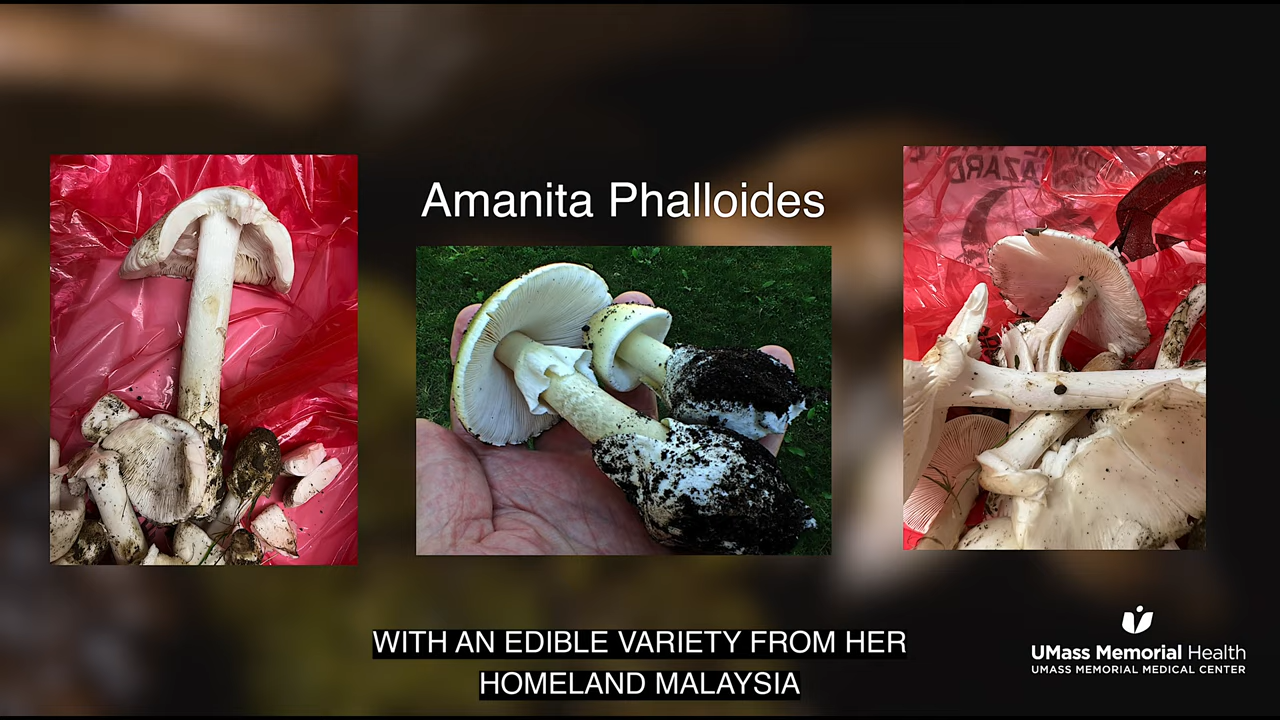 Amanita Phalloides
WITH AN EDIBLE VARIETY FROM HER
HOMELAND MALAYSIA
UMass Memorial Health
UMASS MEMORIAL MEDICAL CENTER